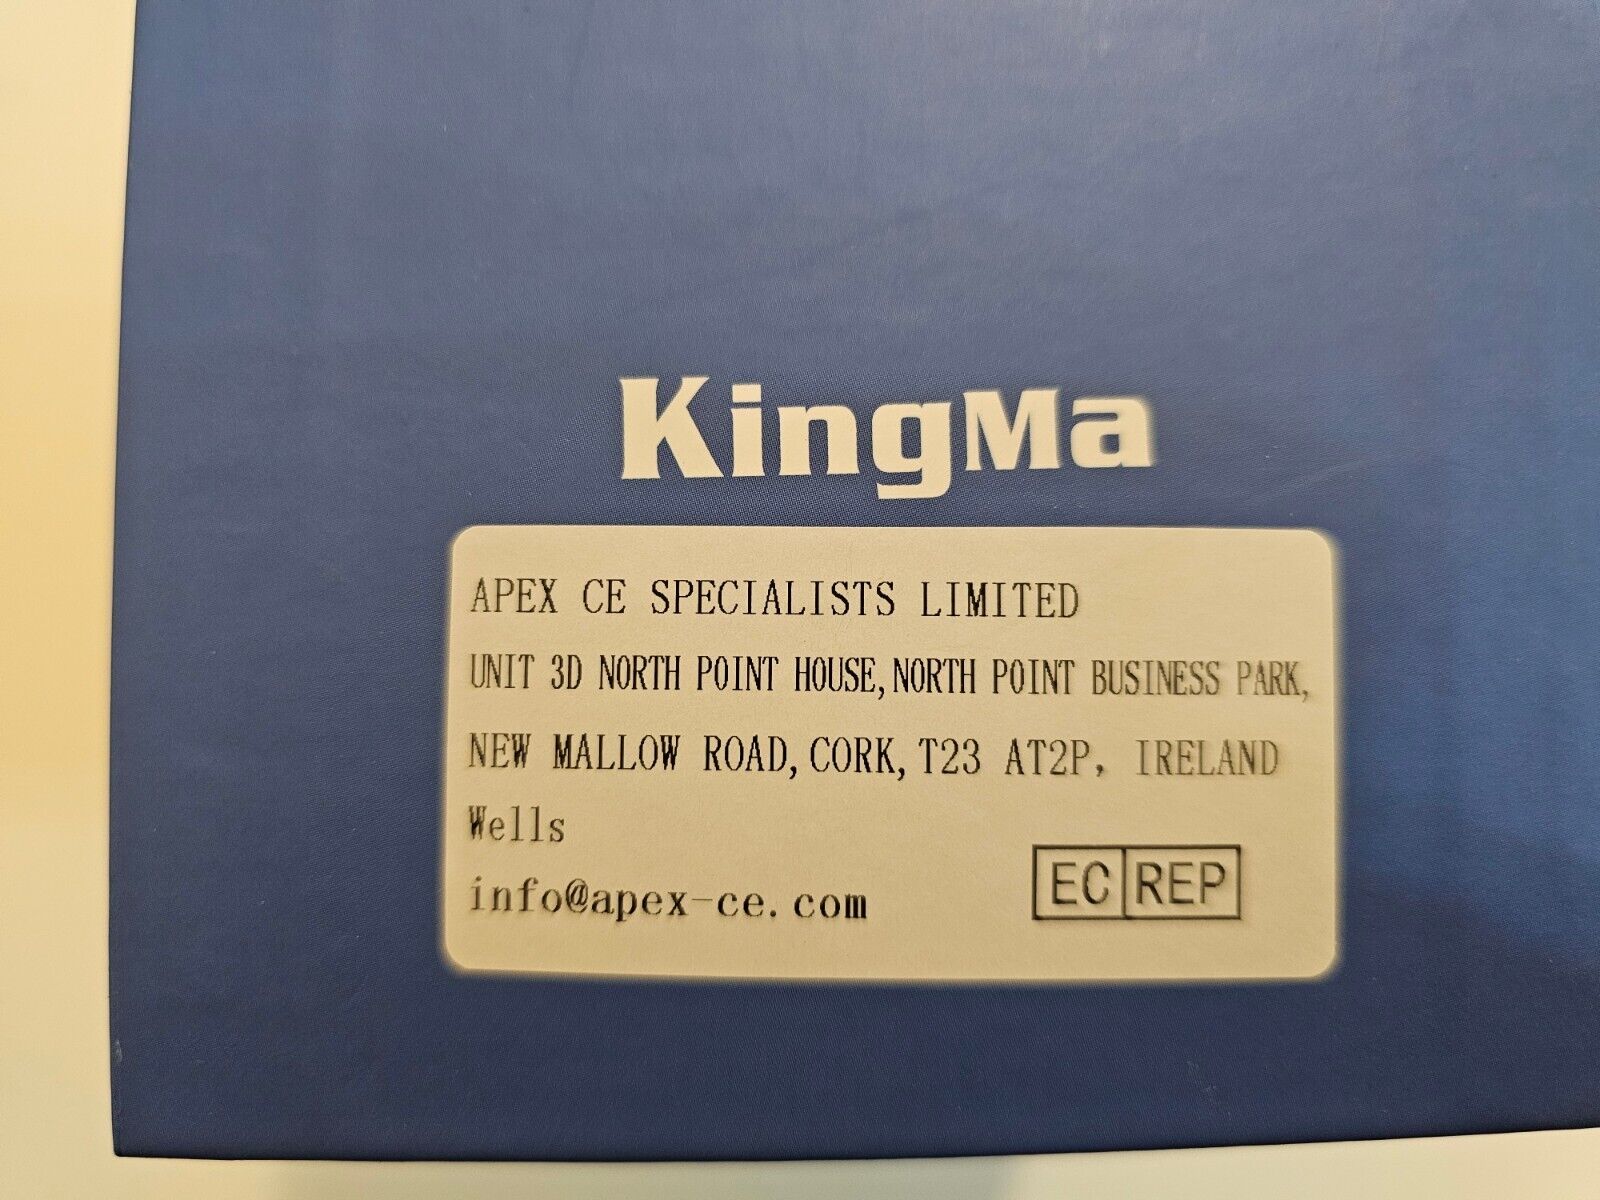 KingMa
APEX CE SPECIALISTS LIMITED
UNIT 3D NORTH POINT HOUSE,NORTH POINT BUSINESS PARK,
NEW MALLOW ROAD,CORK,T23 AT2P, IRELAND
Wells
info@apex-ce.com
EC REP